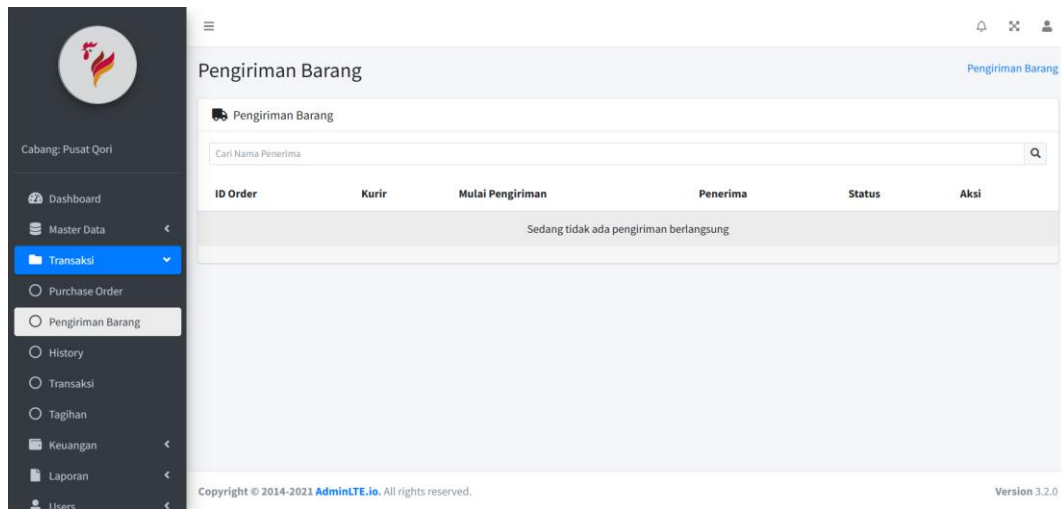 Cabang: Pusat Qori
Dashboard
Master Data
Transaksi
Purchase Order
Pengiriman Barang
History
Transaksi
Tagihan
Keuangan
Laporan
Users
Pengiriman Barang
Pengiriman Barang
Pengiriman Barang
Cari Nama Penerima
ID Order Kurir Mulai Pengiriman Penerima Status Aksi
Sedang tidak ada pengiriman berlangsung
Copyright © 2014-2021 AdminLTE.io. All rights reserved. Version 3.2.0